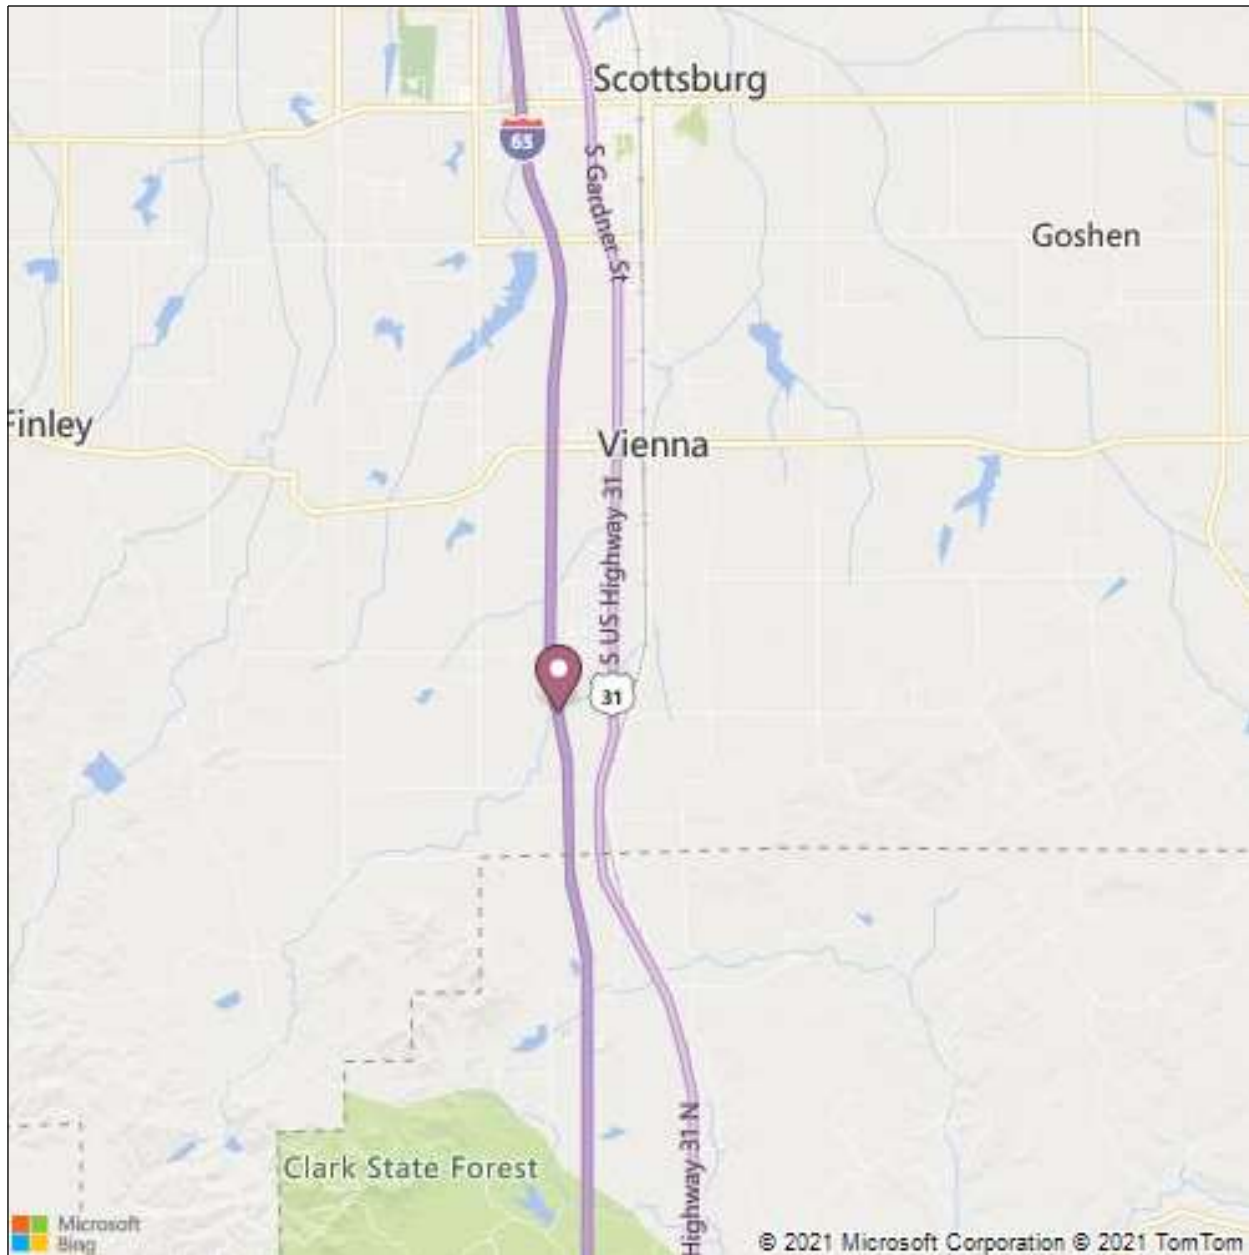 Scottsburg
65
S Gardner St
Goshen
Finley
Vienna
S US Highway 31
31
Clark State Forest
Highway 31 N
Microsoft
Bing
© 2021 Microsoft Corporation © 2021 TomTom